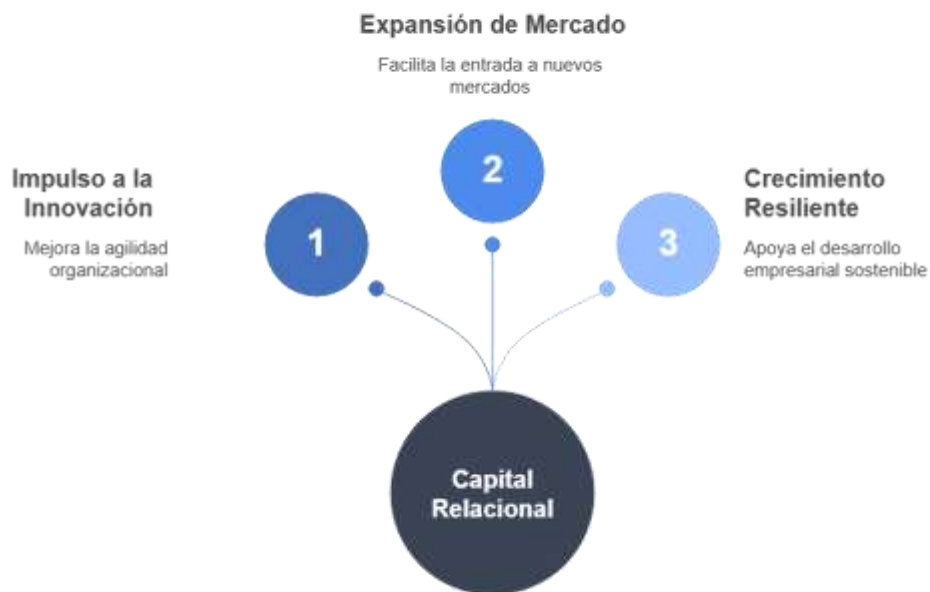 Expansión de Mercado
Facilita la entrada a nuevos
mercados
2
Impulso a la
Innovación
Mejora la agilidad
organizacional
1
3
Crecimiento
Resiliente
Apoya el desarrollo
empresarial sostenible
Capital
Relacional